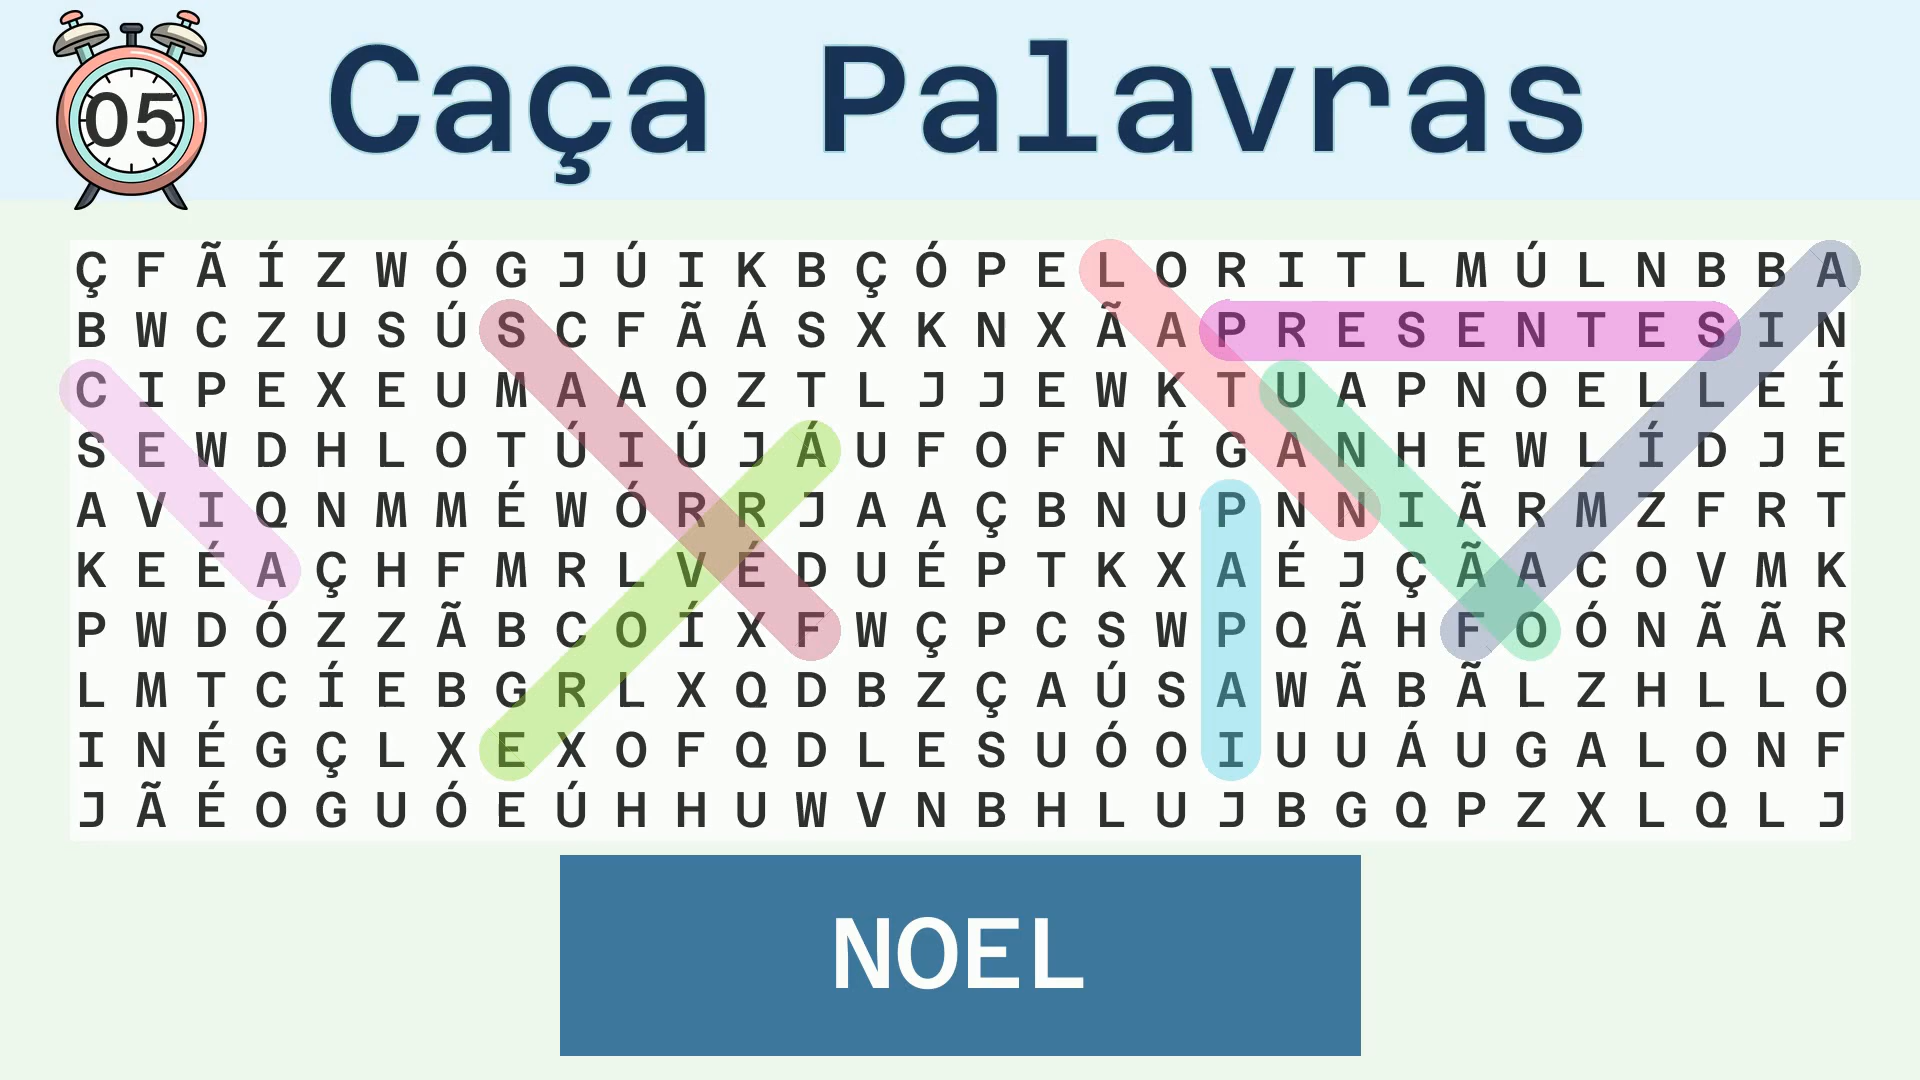 05
Caça Palavras
Ç F Ã Í Z W Ó G J Ú I K B Ç Ó P E L O R I T L M Ú L N B B A
B W C Z U S Ú S C F Ã Á S X K N X Ã A P R E S E N T E S I N
C I P E X E U M A A O Z T L J J E W K T U A P N O E L L E Í
S E W D H L O T Ú I Ú J Á U F O F N Í G A N H E W L Í D J E
A V I Q N M M É W Ó R R J A A Ç B N U P N N I Ã R M Z F R T
K E É A Ç H F M R L V É D U É P T K X A É J Ç Ã A C O V M K
P W D Ó Z Z Ã B C O Í X F W Ç P C S W P Q Ã H F O Ó N Ã Ã R
L M T C Í E B G R L X Q D B Z Ç A Ú S A W Ã B Ã L Z H L L O
I N É G Ç L X E X O F Q D L E S U Ó O I U U Á U G A L O N F
J Ã É O G U Ó E Ú H H U W V N B H L U J B G Q P Z X L Q L J
NOEL